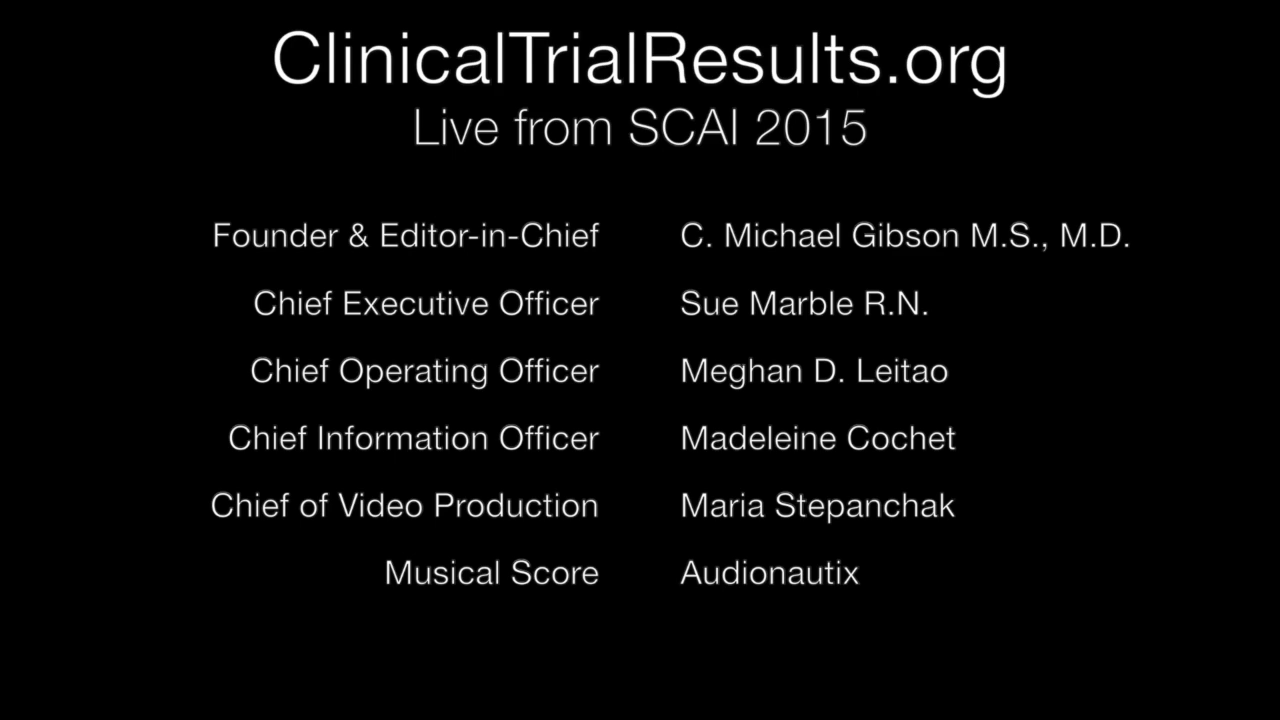 ClinicalTrialResults.org
Live from SCAI 2015
Founder & Editor-in-Chief C. Michael Gibson M.S., M.D.
Chief Executive Officer Sue Marble R.N.
Chief Operating Officer Meghan D. Leitao
Chief Information Officer Madeleine Cochet
Chief of Video Production Maria Stepanchak
Musical Score Audionautix